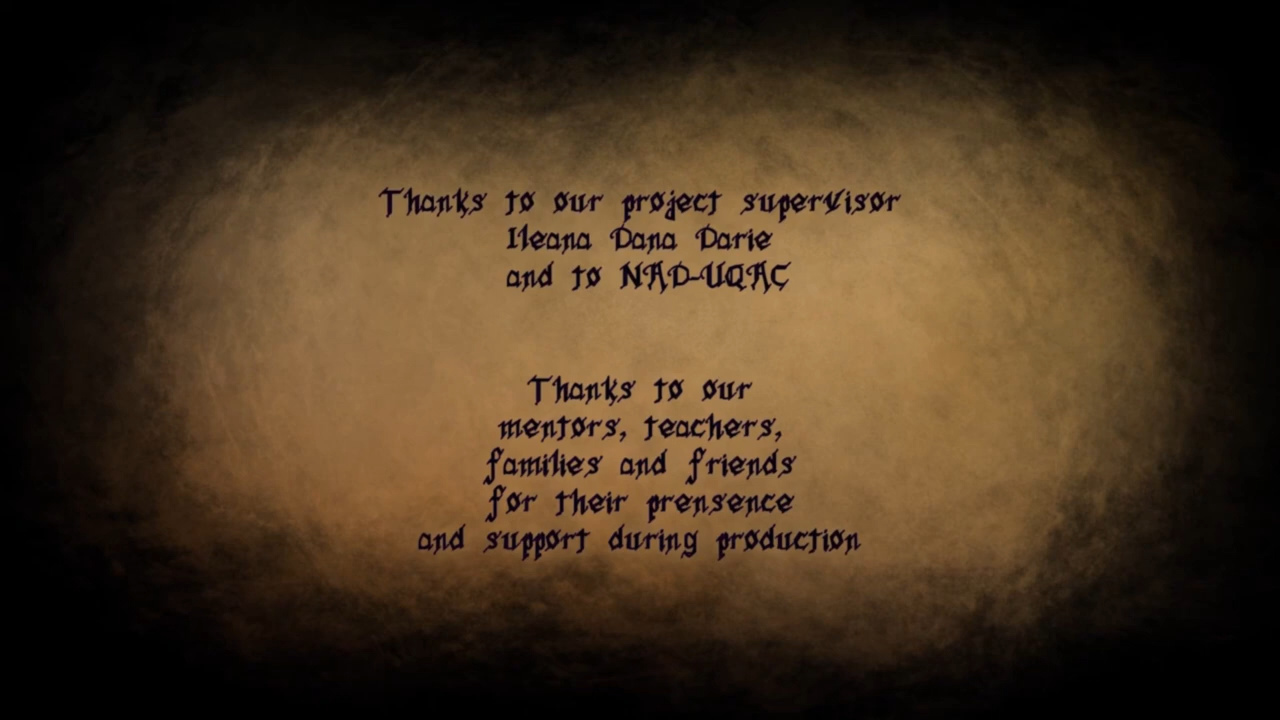 Thanks to our project supervisor
Ileana Dana Darie
and to NAD-UQAC
Thanks to our
mentors, teachers,
families and friends
for their prensence
and support during production